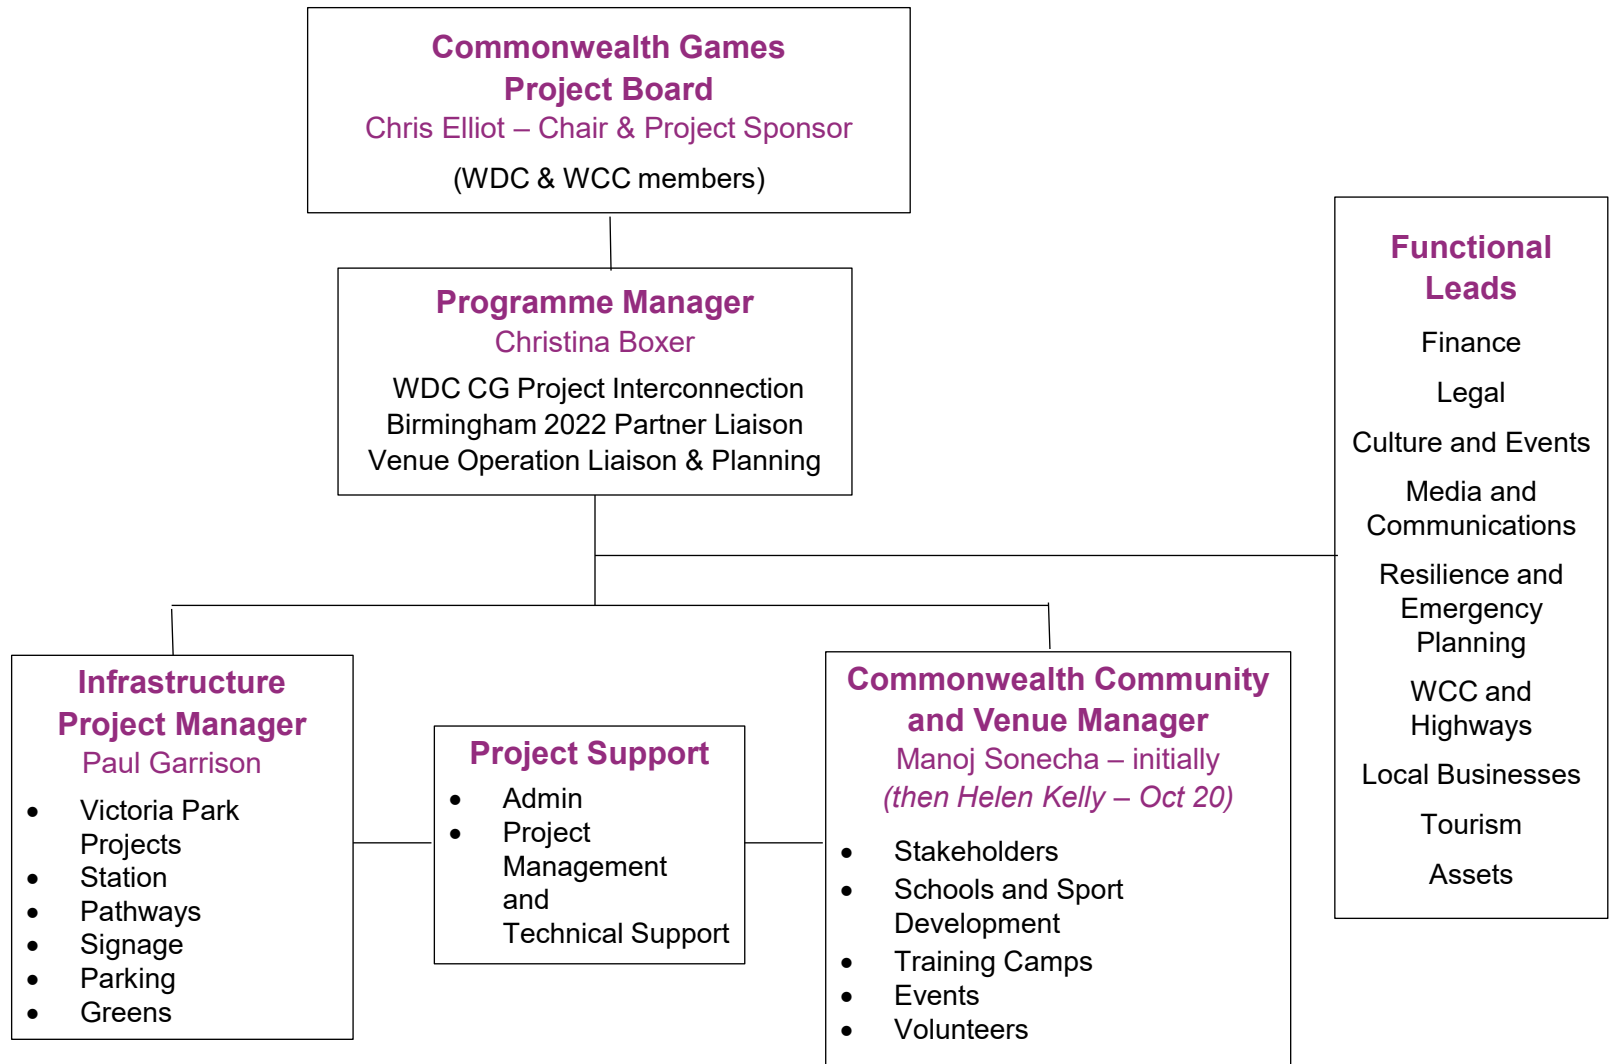 Commonwealth Games
Project Board
Chris Elliot – Chair & Project Sponsor
(WDC & WCC members)
Programme Manager
Christina Boxer
WDC CG Project Interconnection
Birmingham 2022 Partner Liaison
Venue Operation Liaison & Planning
Functional
Leads
Finance
Legal
Culture and Events
Media and
Communications
Resilience and
Emergency
Planning
WCC and
Highways
Local Businesses
Tourism
Assets
Infrastructure
Project Manager
Paul Garrison
• Victoria Park
Projects
• Station
• Pathways
• Signage
• Parking
• Greens
Project Support
• Admin
• Project
Management
and
Technical Support
Commonwealth Community
and Venue Manager
Manoj Sonecha – initially
(then Helen Kelly – Oct 20)
• Stakeholders
• Schools and Sport
Development
• Training Camps
• Events
• Volunteers